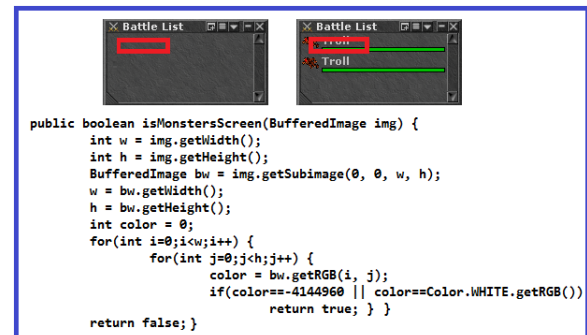 Battle List
Battle List
Troll
Troll
public boolean isMonstersScreen(BufferedImage img) {
int w = img.getWidth();
int h = img.getHeight();
BufferedImage bw = img.getSubimage(0, 0, w, h);
w = bw.getWidth();
h = bw.getHeight();
int color = 0;
for(int i=0;i<w;i++) {
for(int j=0;j<h;j++) {
color = bw.getRGB(i, j);
if(color==-4144960 || color==Color.WHITE.getRGB())
return true; } }
return false; }